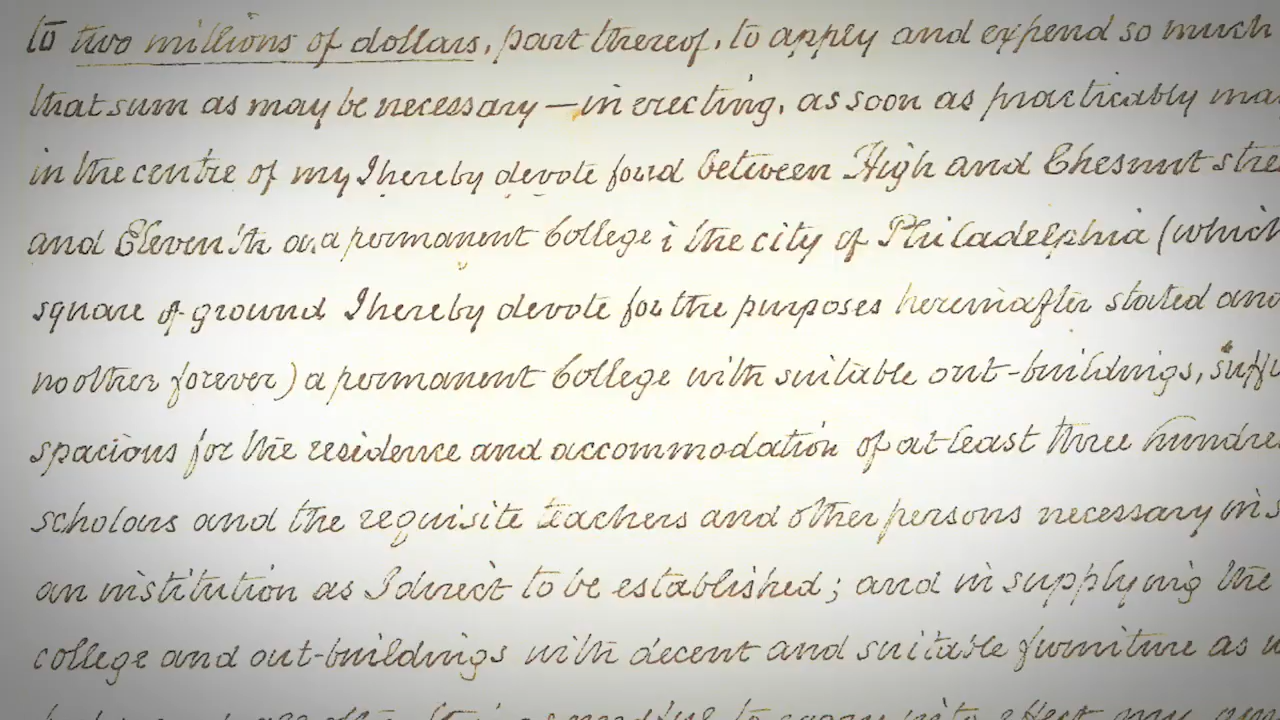 to two millions of dollars, part thereof, to apply and expend so much
that sum as may be necessary — in erecting, as soon as practicably ma
in the centre of my I hereby devote foud between High and Chesnut stre
and Eleventh on a permanent College i the city of Philadelphia (which
square of ground I hereby devote for the purposes hereinafter stated and
no other forever) a permanent College with suitable out-buildings, suffi
spacious for the residence and accommodation of at least three hundre
scholars and the requisite teachers and other persons necessary in s
an institution as I direct to be established; and in supplying the
college and out-buildings with decent and suitable furniture as w